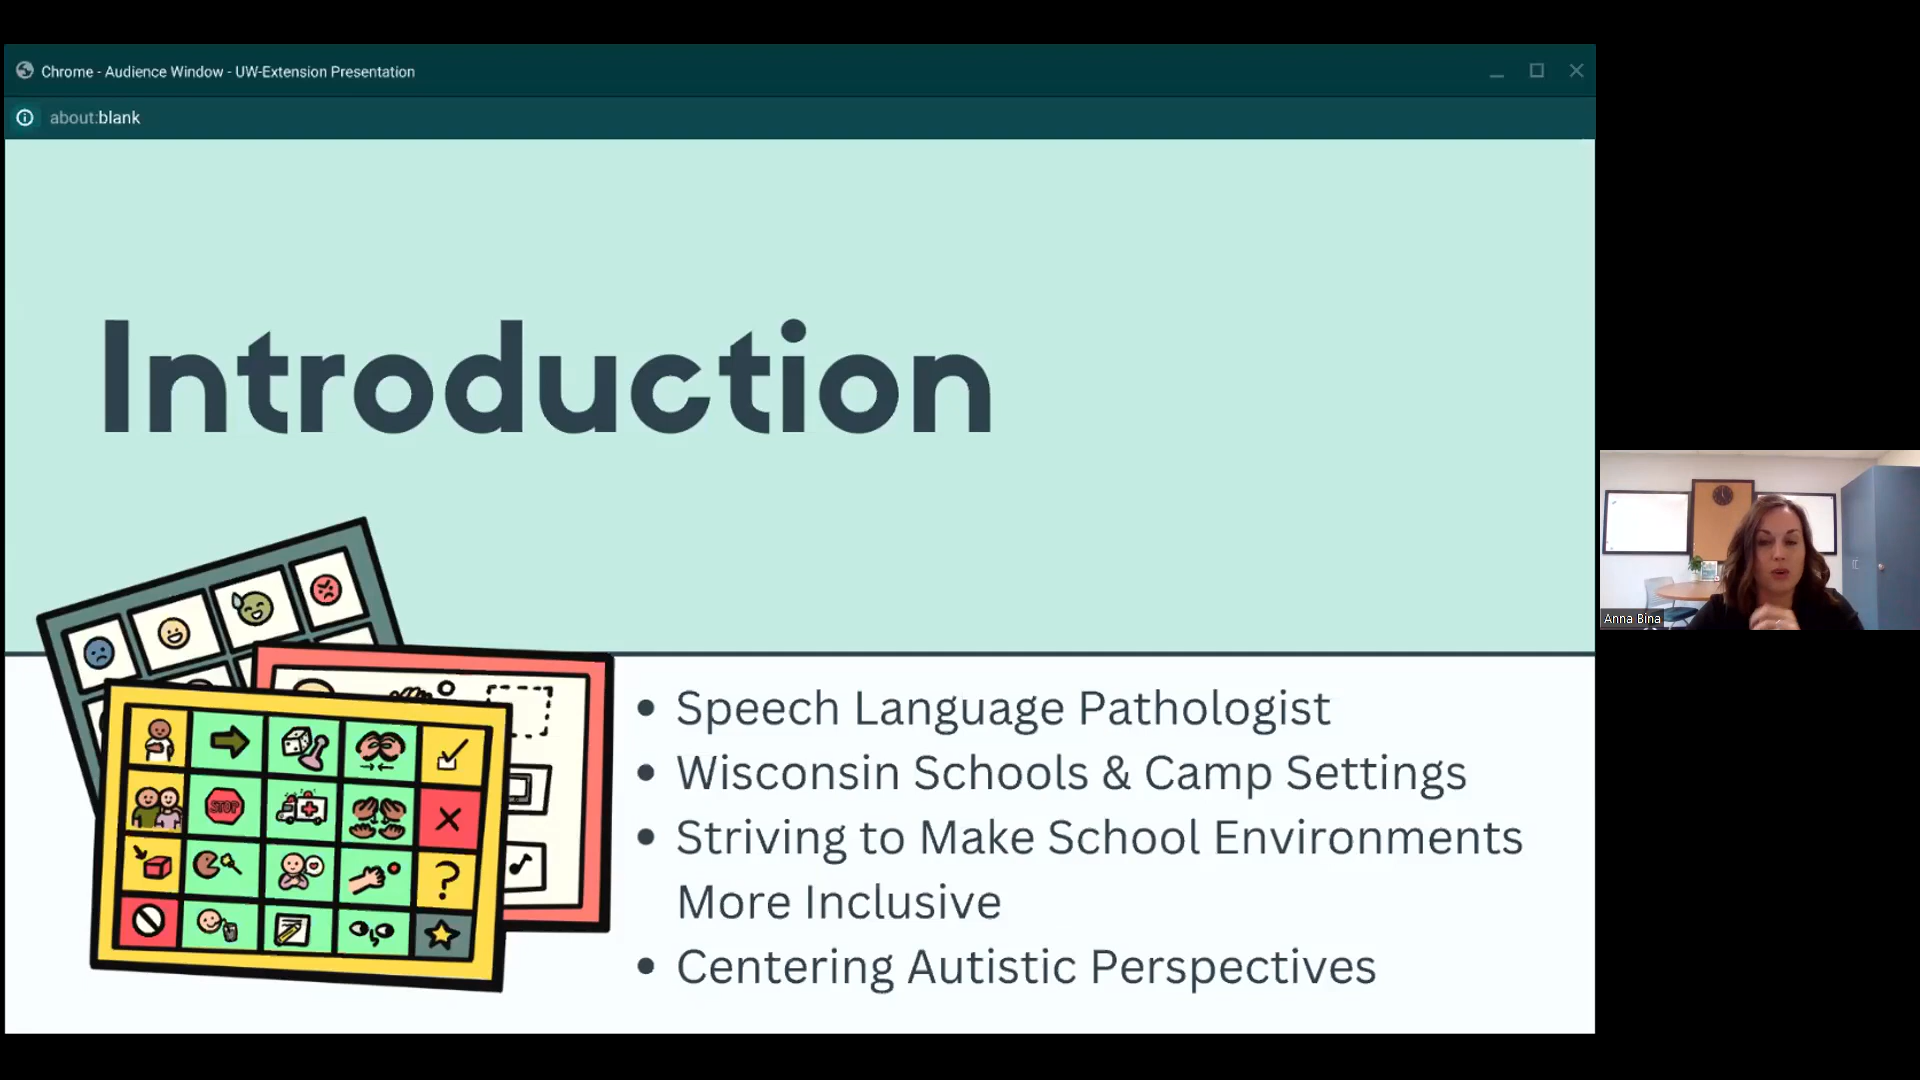 Chrome - Audience Window - UW-Extension Presentation
about:blank
Introduction
STOP
?
• Speech Language Pathologist
• Wisconsin Schools & Camp Settings
• Striving to Make School Environments
More Inclusive
• Centering Autistic Perspectives
Anna Bina